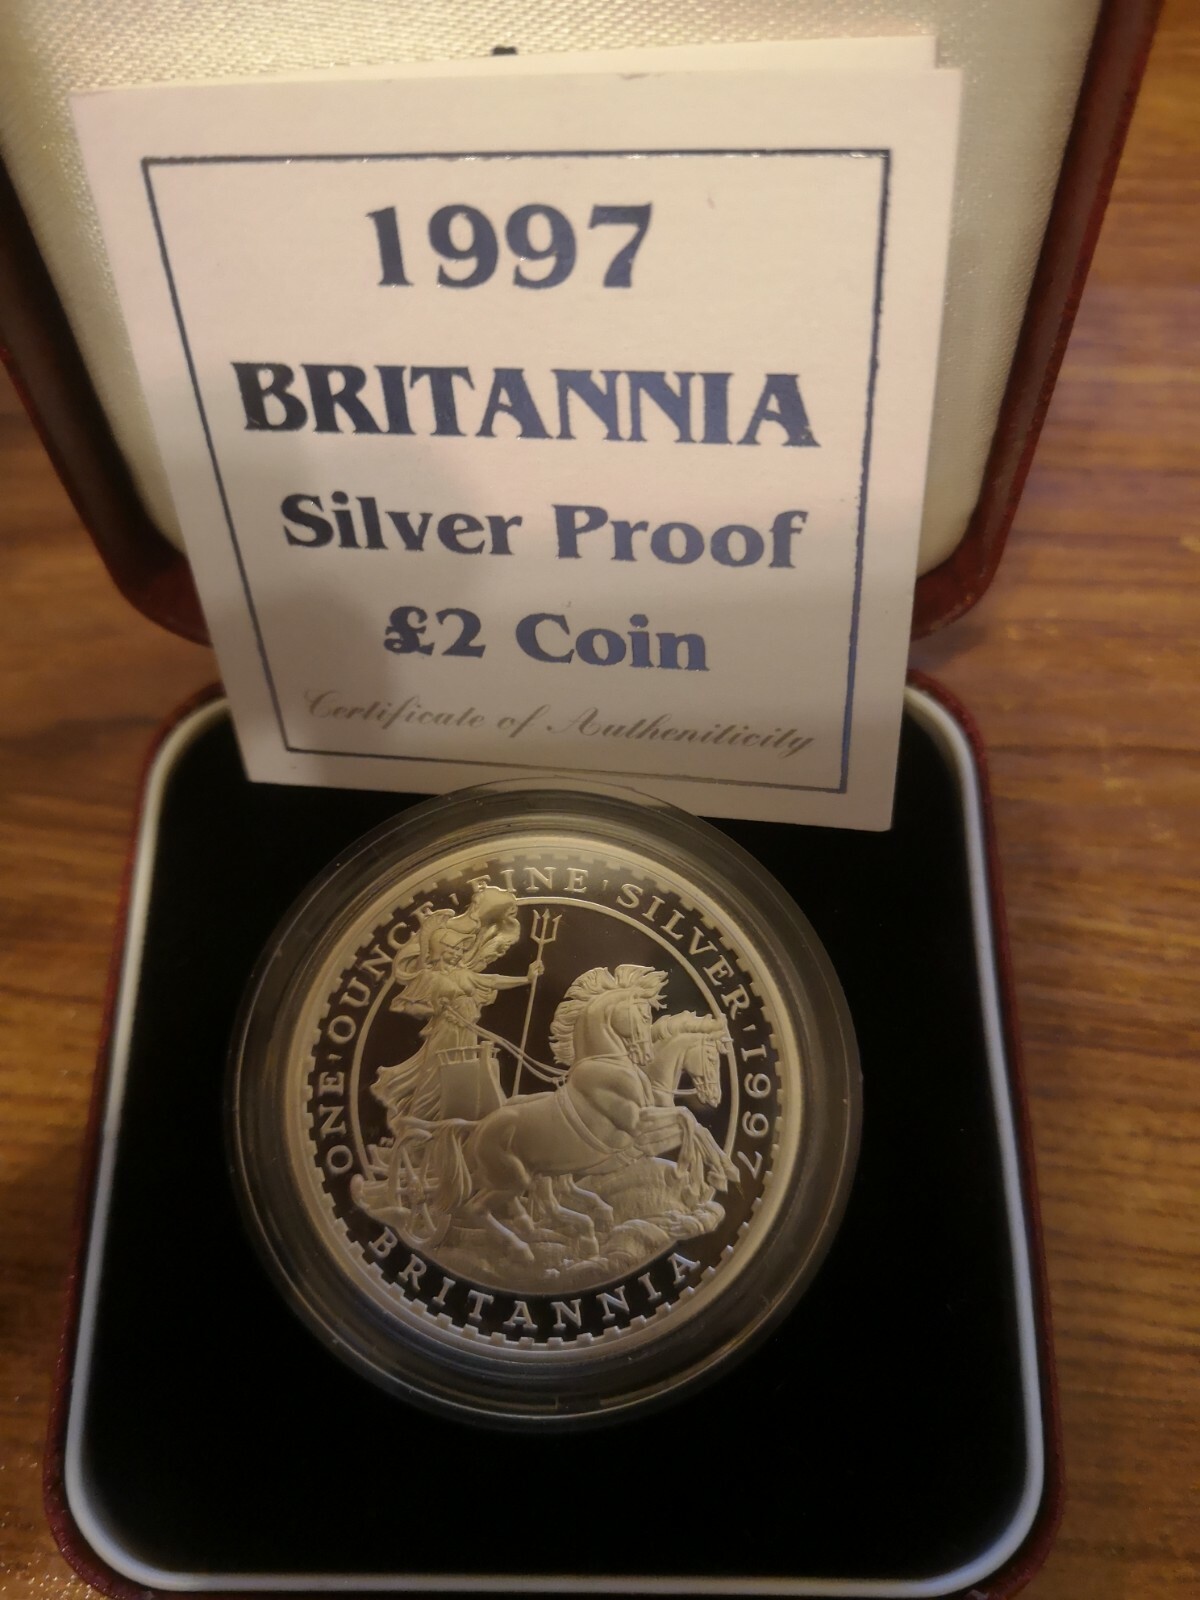 1997
BRITANNIA
Silver Proof
£2 Coin
Certificate of Autheniticity
ONE OUNCE FINE SILVER 1997
BRITANNIA